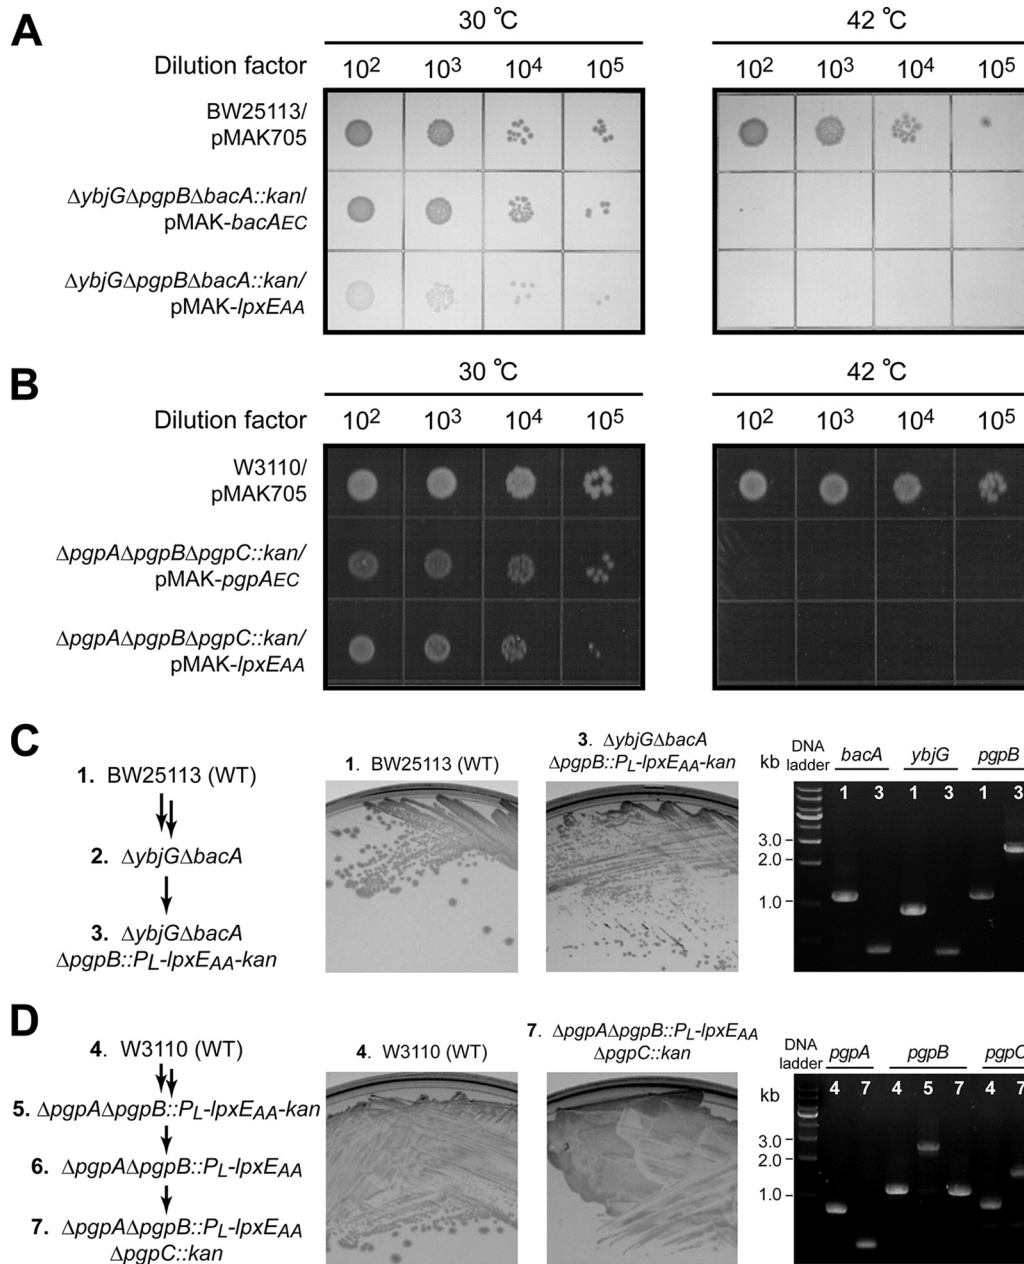 A
30 ℃
42 ℃
Dilution factor
10² 10³ 10⁴ 10⁵
10² 10³ 10⁴ 10⁵
BW25113/
pMAK705
ΔybjGΔpgpBΔbacA::kan/
pMAK-bacAEC
ΔybjGΔpgpBΔbacA::kan/
pMAK-lpxEAA
B
30 ℃
42 ℃
Dilution factor
10² 10³ 10⁴ 10⁵
10² 10³ 10⁴ 10⁵
W3110/
pMAK705
ΔpgpAΔpgpBΔpgpC::kan/
pMAK-pgpAEC
ΔpgpAΔpgpBΔpgpC::kan/
pMAK-lpxEAA
C
1. BW25113 (WT)
2. ΔybjGΔbacA
3. ΔybjGΔbacA
ΔpgpB::PL-lpxEAA-kan
1. BW25113 (WT)
3. ΔybjGΔbacA
ΔpgpB::PL-lpxEAA-kan
kb
DNA
ladder
bacA ybjG pgpB
1 3 1 3 1 3
3.0
2.0
1.0
D
4. W3110 (WT)
5. ΔpgpAΔpgpB::PL-lpxEAA-kan
6. ΔpgpAΔpgpB::PL-lpxEAA
7. ΔpgpAΔpgpB::PL-lpxEAA
ΔpgpC::kan
4. W3110 (WT)
7. ΔpgpAΔpgpB::PL-lpxEAA
ΔpgpC::kan
DNA
ladder
pgpA pgpB pgpC
kb
4 7 4 5 7 4 7
3.0
2.0
1.0